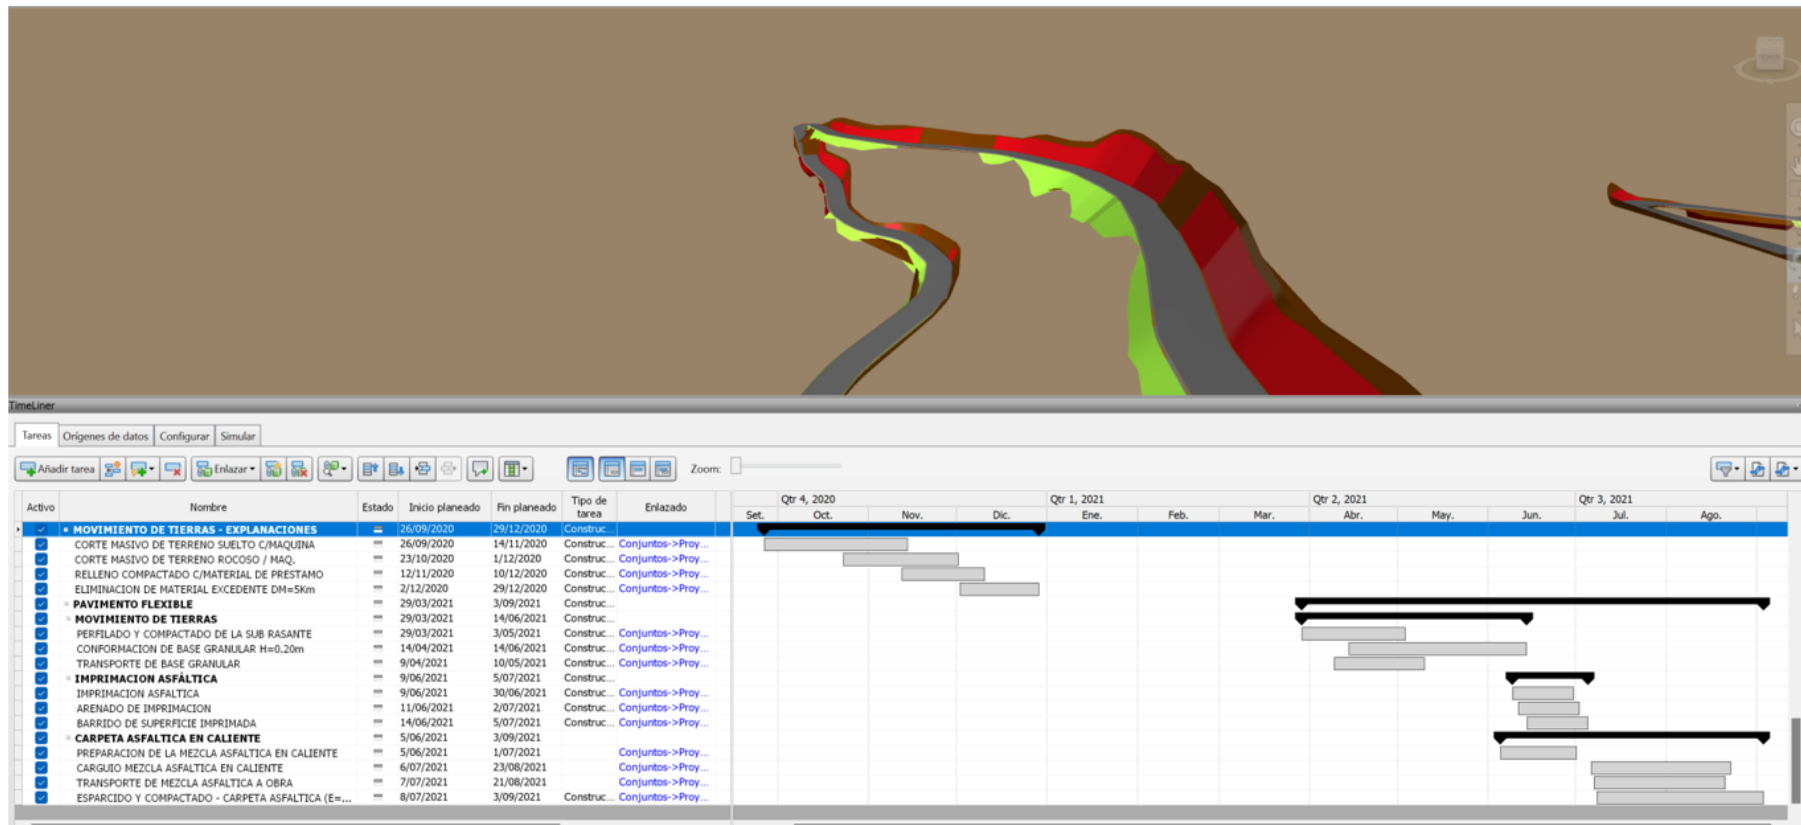 TimeLiner
Tareas Orígenes de datos Configurar Simular
Añadir tarea Enlazar Zoom:
Activo Nombre Estado Inicio planeado Fin planeado Tipo de tarea Enlazado
Qtr 4, 2020 Qtr 1, 2021 Qtr 2, 2021 Qtr 3, 2021
Set. Oct. Nov. Dic. Ene. Feb. Mar. Abr. May. Jun. Jul. Ago.
MOVIMIENTO DE TIERRAS - EXPLANACIONES 26/09/2020 29/12/2020 Construc...
CORTE MASIVO DE TERRENO SUELTO C/MAQUINA 26/09/2020 14/11/2020 Construc... Conjuntos->Proy...
CORTE MASIVO DE TERRENO ROCOSO / MAQ. 23/10/2020 1/12/2020 Construc... Conjuntos->Proy...
RELLENO COMPACTADO C/MATERIAL DE PRESTAMO 12/11/2020 10/12/2020 Construc... Conjuntos->Proy...
ELIMINACION DE MATERIAL EXCEDENTE DM=5Km 2/12/2020 29/12/2020 Construc... Conjuntos->Proy...
PAVIMENTO FLEXIBLE 29/03/2021 3/09/2021 Construc...
MOVIMIENTO DE TIERRAS 29/03/2021 14/06/2021 Construc...
PERFILADO Y COMPACTADO DE LA SUB RASANTE 29/03/2021 3/05/2021 Construc... Conjuntos->Proy...
CONFORMACION DE BASE GRANULAR H=0.20m 14/04/2021 14/06/2021 Construc... Conjuntos->Proy...
TRANSPORTE DE BASE GRANULAR 9/04/2021 10/05/2021 Construc... Conjuntos->Proy...
IMPRIMACION ASFÁLTICA 9/06/2021 5/07/2021 Construc...
IMPRIMACION ASFALTICA 9/06/2021 30/06/2021 Construc... Conjuntos->Proy...
ARENADO DE IMPRIMACION 11/06/2021 2/07/2021 Construc... Conjuntos->Proy...
BARRIDO DE SUPERFICIE IMPRIMADA 14/06/2021 5/07/2021 Construc... Conjuntos->Proy...
CARPETA ASFALTICA EN CALIENTE 5/06/2021 3/09/2021
PREPARACION DE LA MEZCLA ASFALTICA EN CALIENTE 5/06/2021 1/07/2021 Conjuntos->Proy...
CARGUIO MEZCLA ASFALTICA EN CALIENTE 6/07/2021 23/08/2021 Conjuntos->Proy...
TRANSPORTE DE MEZCLA ASFALTICA A OBRA 7/07/2021 21/08/2021 Conjuntos->Proy...
ESPARCIDO Y COMPACTADO - CARPETA ASFALTICA (E=... 8/07/2021 3/09/2021 Construc... Conjuntos->Proy...